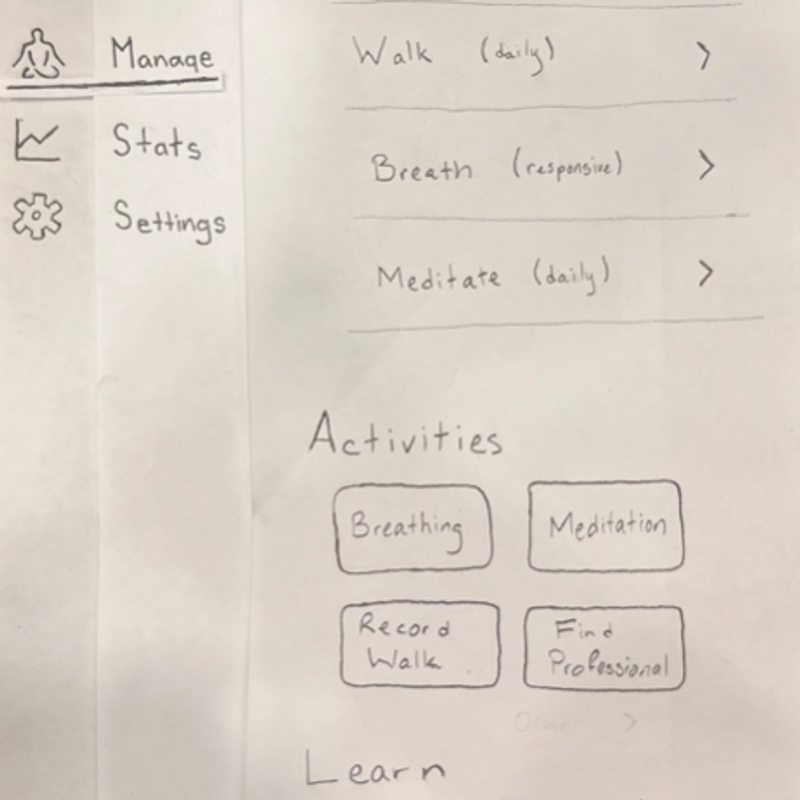 Manage
Stats
Settings
Walk (daily) >
Breath (responsive) >
Meditate (daily) >
Activities
Breathing
Meditation
Record
Walk
Find
Professional
Learn